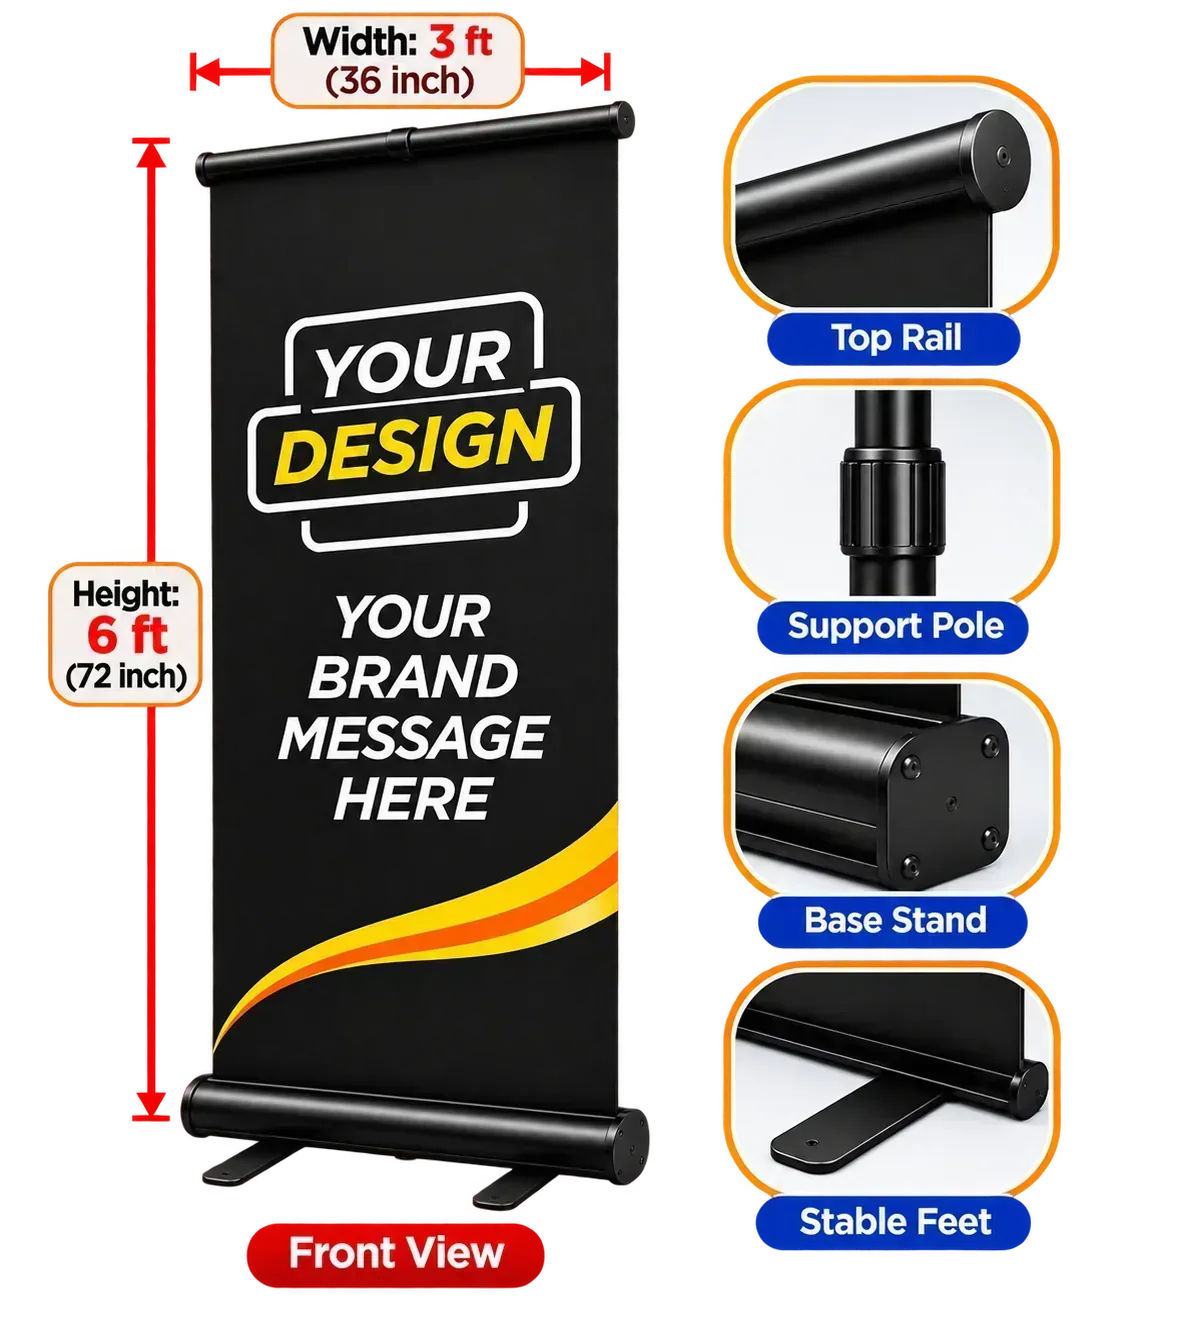 Width: 3 ft
(36 inch)
Height:
6 ft
(72 inch)
YOUR
DESIGN
YOUR
BRAND
MESSAGE
HERE
Front View
Top Rail
Support Pole
Base Stand
Stable Feet